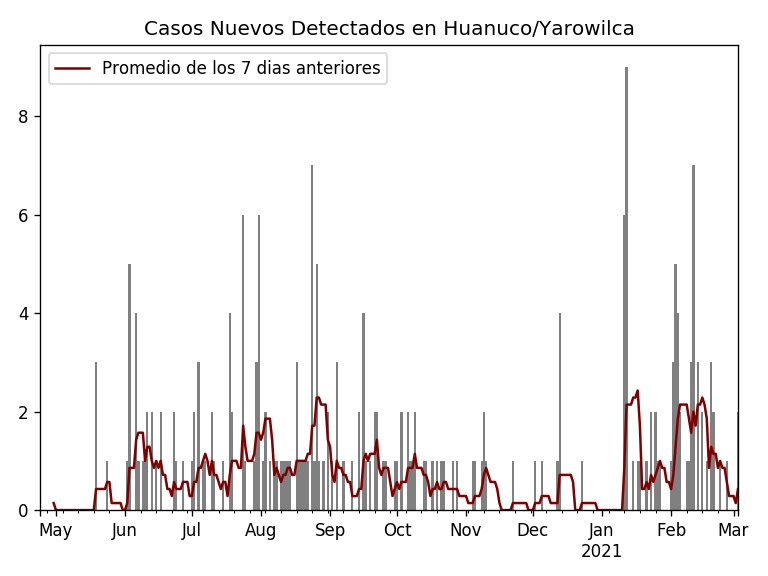 Casos Nuevos Detectados en Huanuco/Yarowilca
Promedio de los 7 dias anteriores
8
6
4
2
0
May Jun Jul Aug Sep Oct Nov Dec Jan Feb Mar
2021